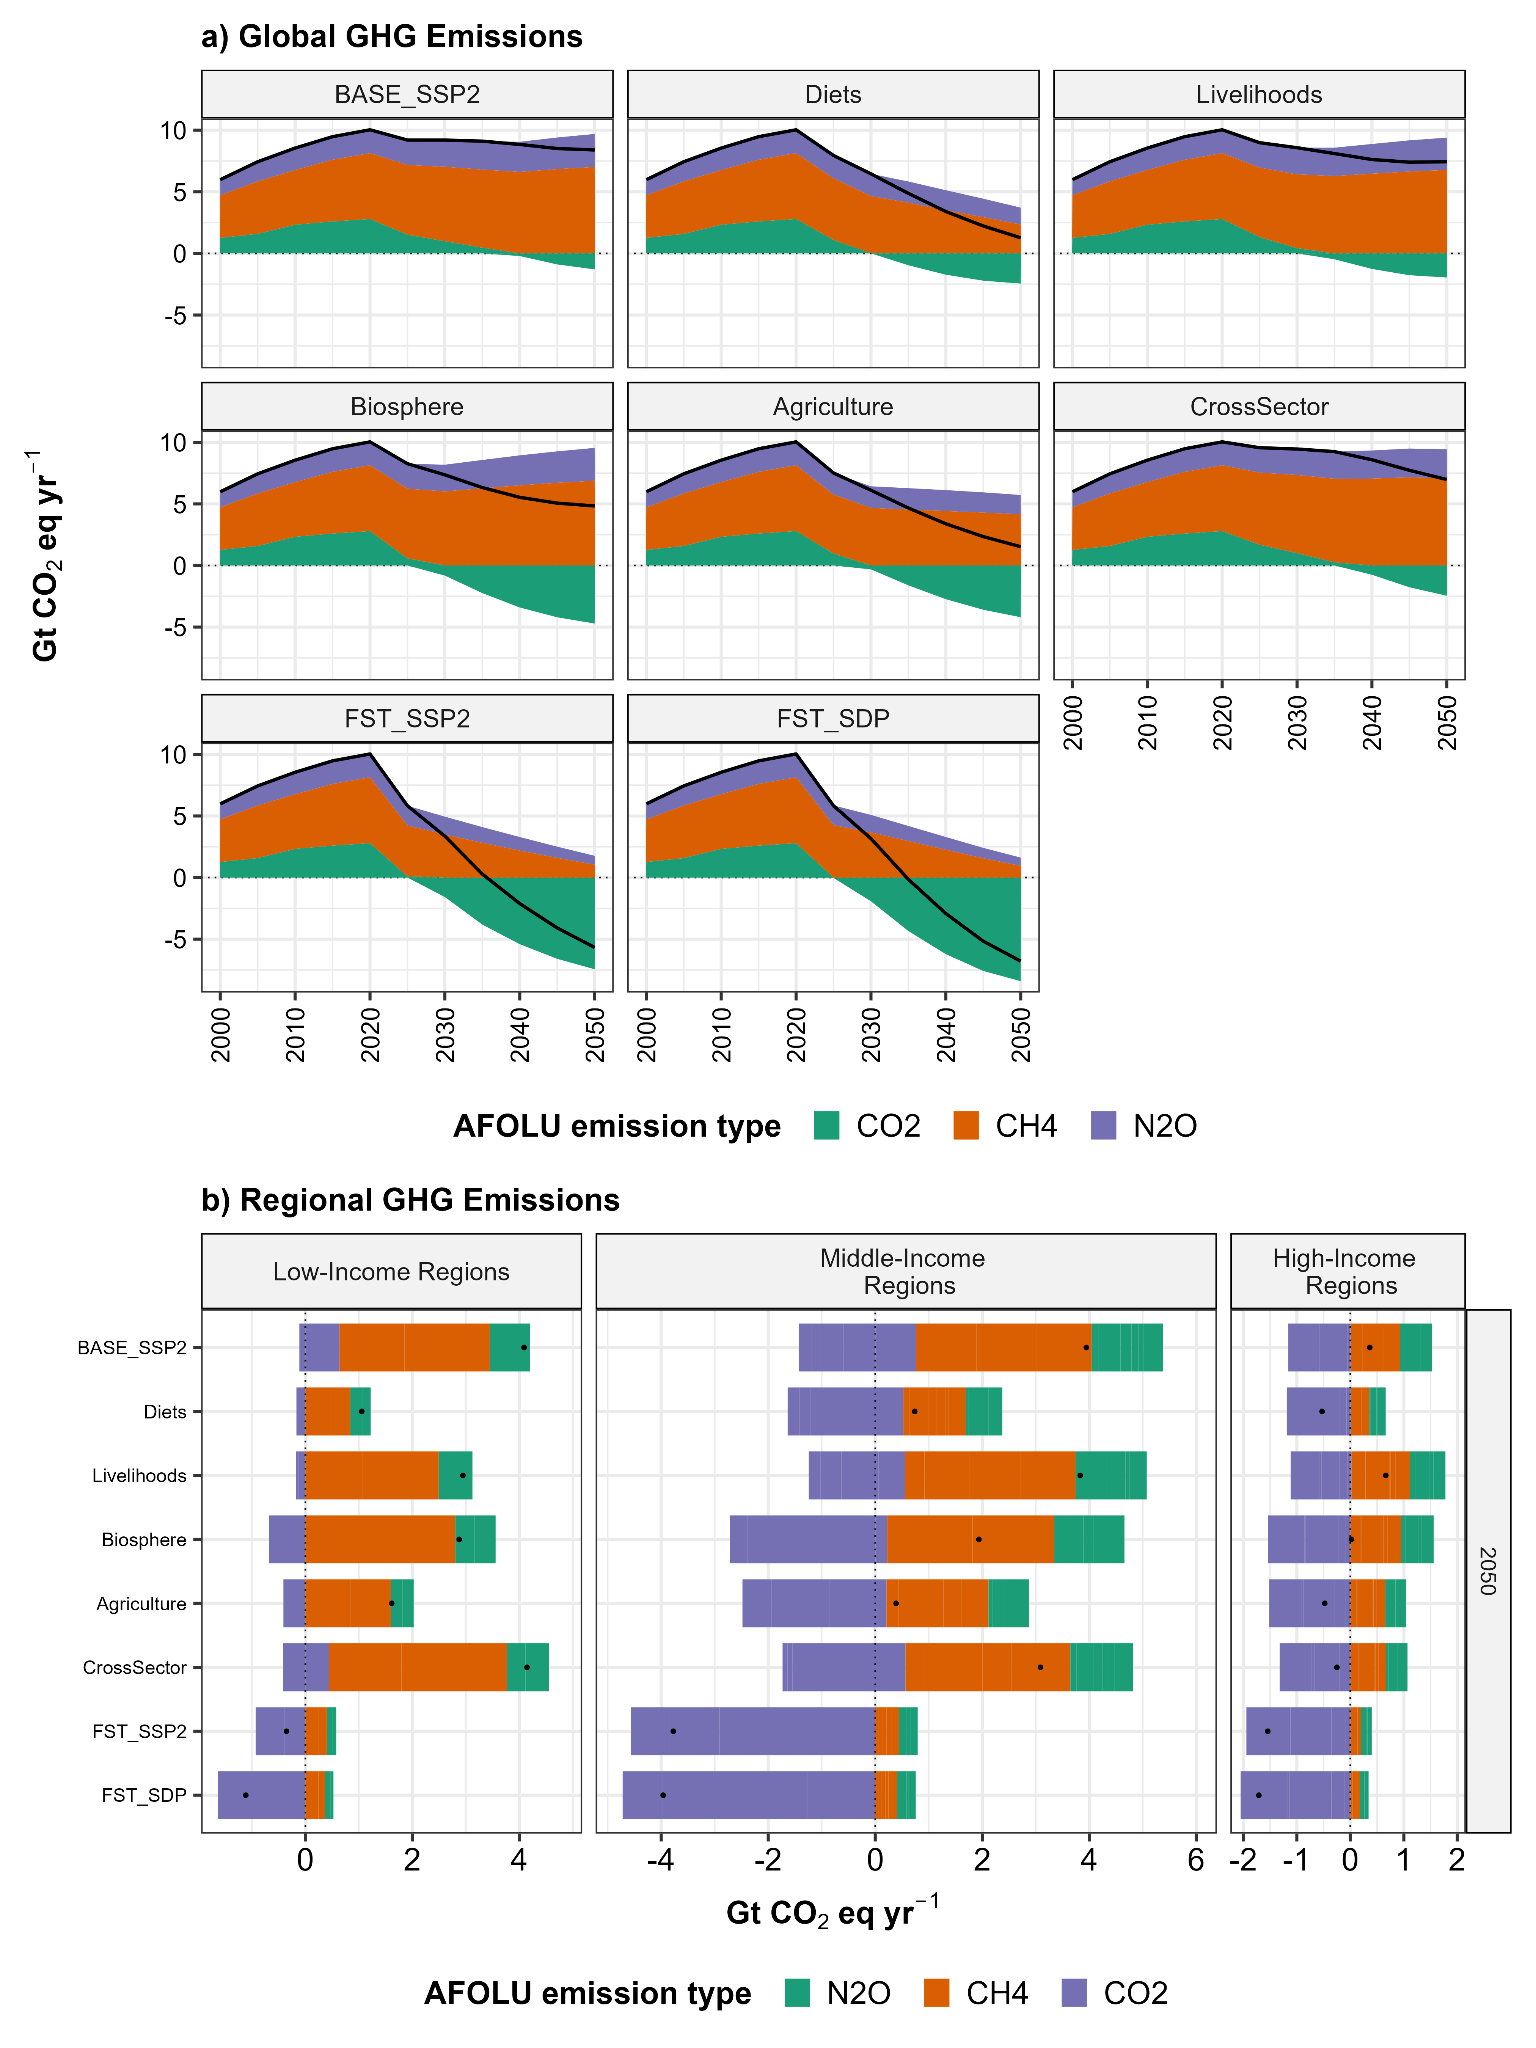 a) Global GHG Emissions
BASE_SSP2
Diets
Livelihoods
10
5
0
-5
Biosphere
Agriculture
CrossSector
10
5
0
-5
Gt CO₂ eq yr⁻¹
FST_SSP2
FST_SDP
2000
2010
2020
2030
2040
2050
10
5
0
-5
2000
2010
2020
2030
2040
2050
2000
2010
2020
2030
2040
2050
AFOLU emission type CO2 CH4 N2O
b) Regional GHG Emissions
Low-Income Regions
Middle-Income
Regions
High-Income
Regions
BASE_SSP2
Diets
Livelihoods
Biosphere
Agriculture
CrossSector
FST_SSP2
FST_SDP
2050
0 2 4
-4 -2 0 2 4 6
-2 -1 0 1 2
Gt CO₂ eq yr⁻¹
AFOLU emission type N2O CH4 CO2